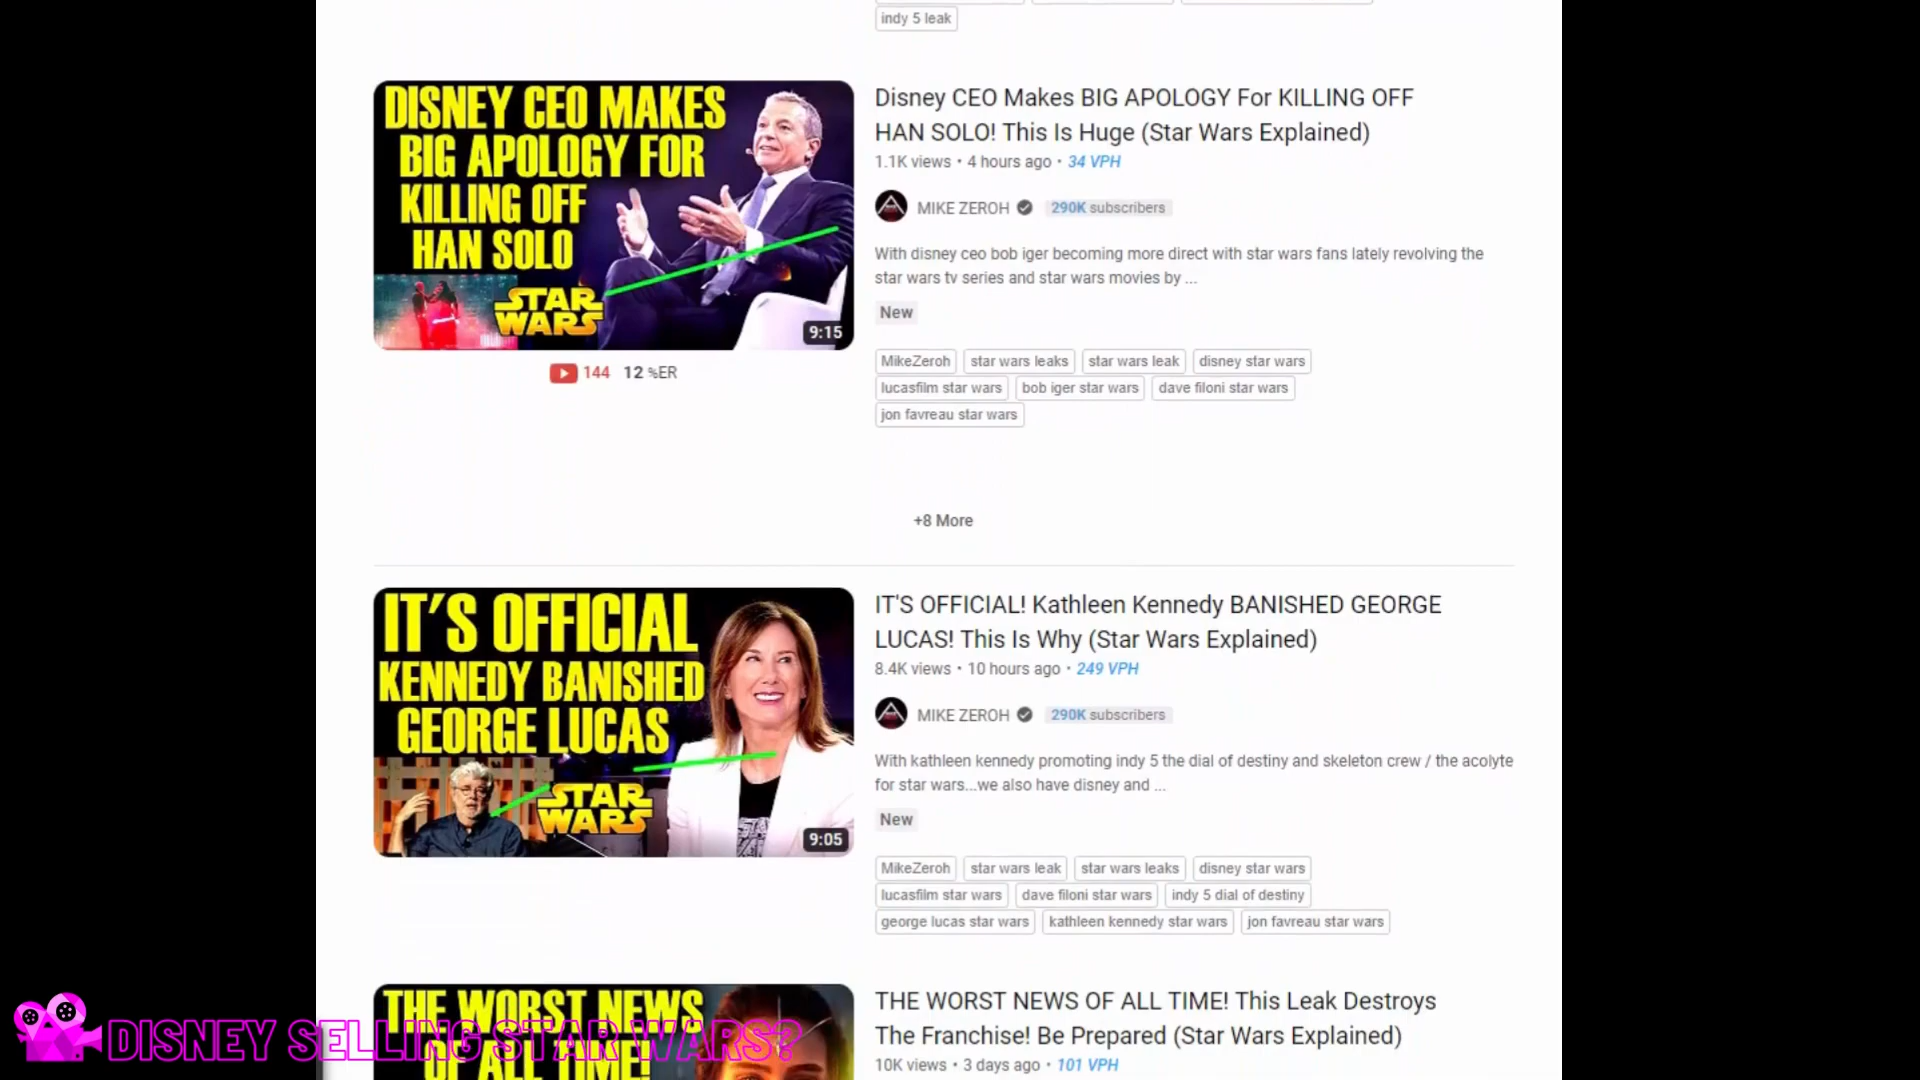 indy 5 leak
DISNEY CEO MAKES
BIG APOLOGY FOR
KILLING OFF
HAN SOLO
STAR
WARS
9:15
144 12 %ER
Disney CEO Makes BIG APOLOGY For KILLING OFF
HAN SOLO! This Is Huge (Star Wars Explained)
1.1K views • 4 hours ago • 34 VPH
MIKE ZEROH 290K subscribers
With disney ceo bob iger becoming more direct with star wars fans lately revolving the
star wars tv series and star wars movies by ...
New
MikeZeroh star wars leaks star wars leak disney star wars
lucasfilm star wars bob iger star wars dave filoni star wars
jon favreau star wars
+8 More
IT'S OFFICIAL
KENNEDY BANISHED
GEORGE LUCAS
STAR
WARS
9:05
IT'S OFFICIAL! Kathleen Kennedy BANISHED GEORGE
LUCAS! This Is Why (Star Wars Explained)
8.4K views • 10 hours ago • 249 VPH
MIKE ZEROH 290K subscribers
With kathleen kennedy promoting indy 5 the dial of destiny and skeleton crew / the acolyte
for star wars...we also have disney and ...
New
MikeZeroh star wars leak star wars leaks disney star wars
lucasfilm star wars dave filoni star wars indy 5 dial of destiny
george lucas star wars kathleen kennedy star wars jon favreau star wars
THE WORST NEWS
OF ALL TIME!
THE WORST NEWS OF ALL TIME! This Leak Destroys
The Franchise! Be Prepared (Star Wars Explained)
10K views • 3 days ago • 101 VPH
DISNEY SELLING STAR WARS?